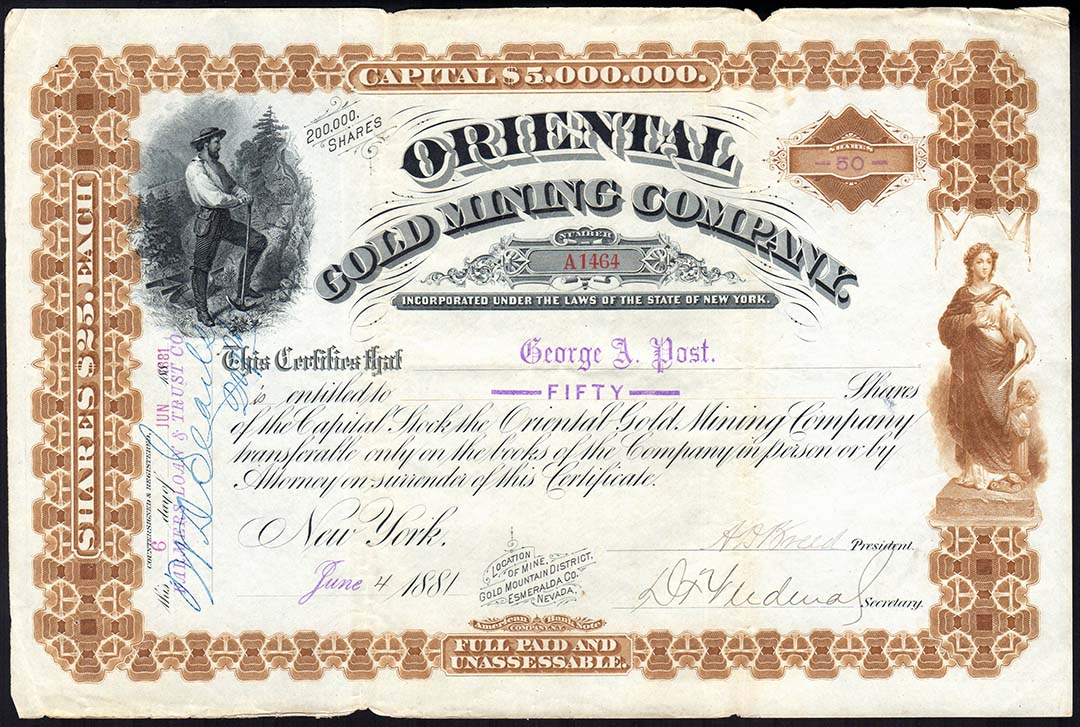 CAPITAL $5.000.000.
200,000.
SHARES
ORIENTAL
GOLD MINING COMPANY.
SHARES
50
NUMBER
A1464
INCORPORATED UNDER THE LAWS OF THE STATE OF NEW YORK.
SHARES $25. EACH
COUNTERSIGNED & REGISTERED,
this 6 day of JUN 1881
FARMERS LOAN & TRUST CO.
This Certifies that George A. Post.
is entitled to FIFTY Shares
of the Capital Stock, the Oriental Gold Mining Company
transferable only on the books of the Company in person or by
Attorney on surrender of this Certificate.
New York,
June 4 1881
LOCATION
OF MINE,
GOLD MOUNTAIN DISTRICT,
ESMERALDA CO.
NEVADA.
President.
Secretary.
American Bank Note
COMPANY, N.Y.
FULL PAID AND
UNASSESSABLE.